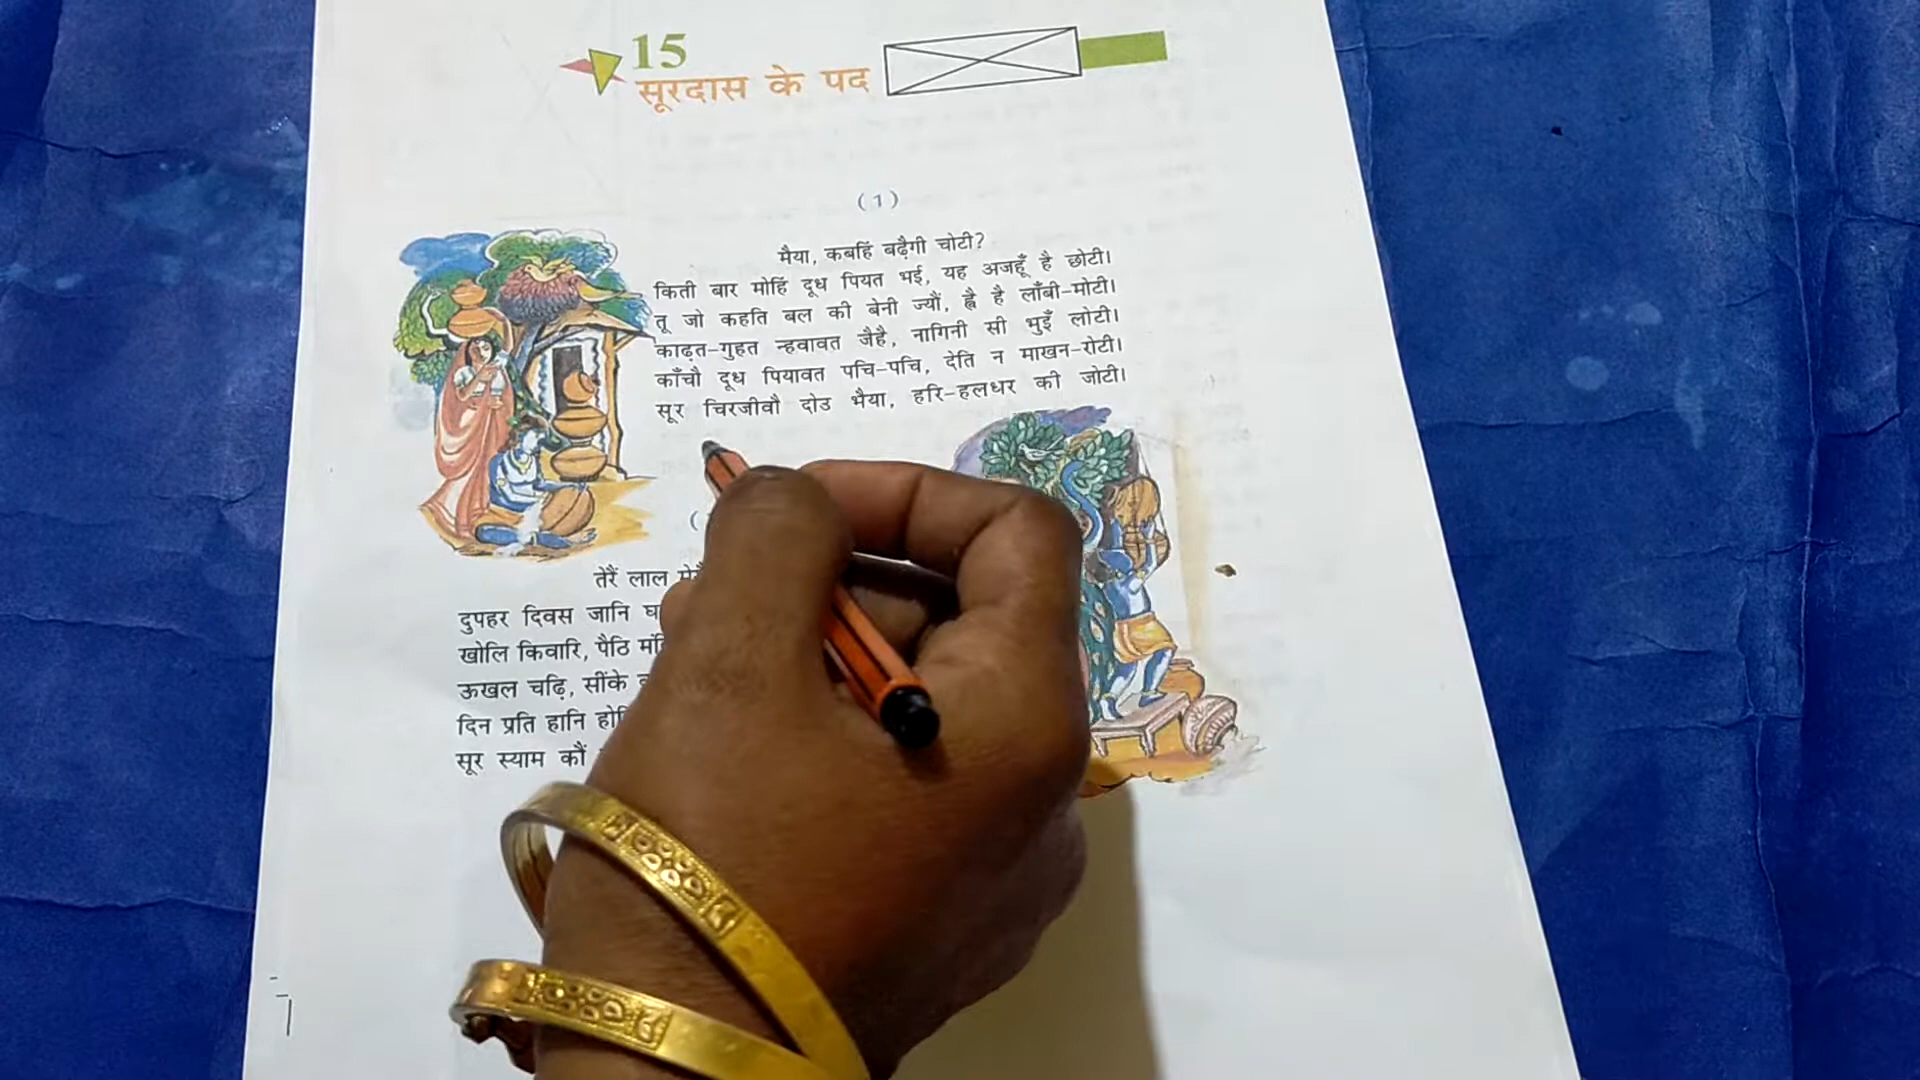 15
सूरदास के पद
(1)
मैया, कबहिं बढ़ैगी चोटी?
किती बार मोहिं दूध पियत भई, यह अजहूँ है छोटी।
तू जो कहति बल की बेनी ज्यौं, ह्वै है लाँबी-मोटी।
काढ़त-गुहत न्हवावत जैहै, नागिनी सी भुइँ लोटी।
काँचौ दूध पियावत पचि-पचि, देति न माखन-रोटी।
सूर चिरजीवौ दोउ भैया, हरि-हलधर की जोटी।
तेरैं लाल
दुपहर दिवस जानि
खोलि किवारि, पैठि
ऊखल चढ़ि, सींके
दिन प्रति हानि
सूर स्याम कौं